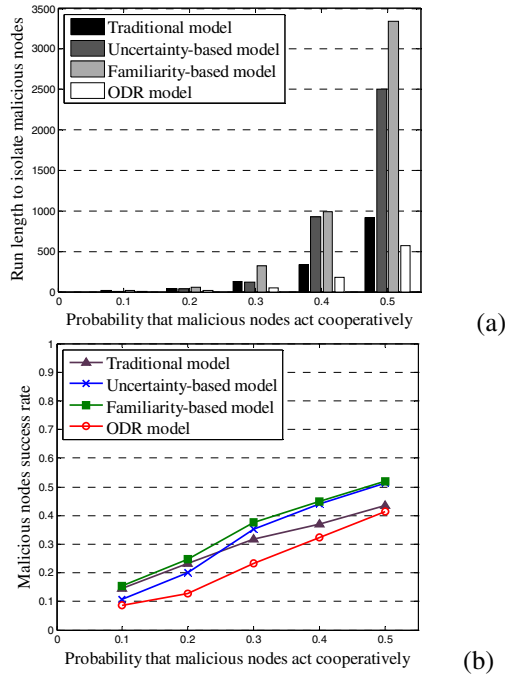 3500
3000
2500
2000
1500
1000
500
0
Run length to isolate malicious nodes
Traditional model
Uncertainty-based model
Familiarity-based model
ODR model
0 0.1 0.2 0.3 0.4 0.5
Probability that malicious nodes act cooperatively
(a)
1
0.9
0.8
0.7
0.6
0.5
0.4
0.3
0.2
0.1
0
Malicious nodes success rate
Traditional model
Uncertainty-based model
Familiarity-based model
ODR model
0 0.1 0.2 0.3 0.4 0.5
Probability that malicious nodes act cooperatively
(b)